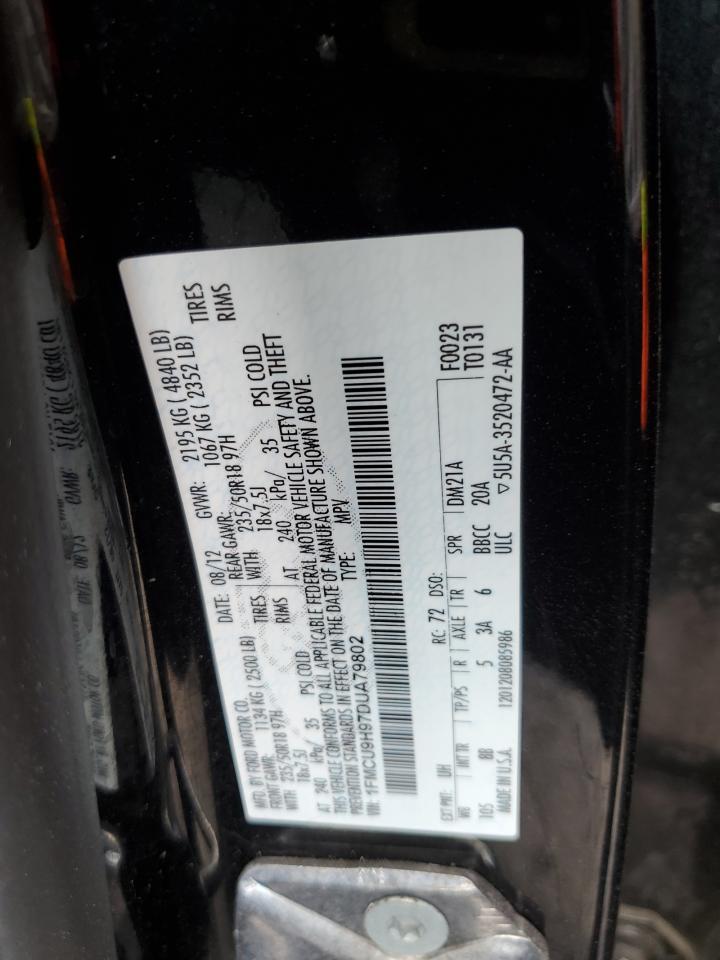 MFD. BY FORD MOTOR CO.
DATE: 08/12 GVWR: 2195 KG ( 4840 LB)
FRONT GAWR: 1134 KG ( 2500 LB) REAR GAWR: 1067 KG ( 2352 LB)
WITH 235/50R18 97H TIRES WITH 235/50R18 97H TIRES
18x7.5J RIMS 18x7.5J RIMS
AT 240 kPa/ 35 PSI COLD AT 240 kPa/ 35 PSI COLD
THIS VEHICLE CONFORMS TO ALL APPLICABLE FEDERAL MOTOR VEHICLE SAFETY AND THEFT
PREVENTION STANDARDS IN EFFECT ON THE DATE OF MANUFACTURE SHOWN ABOVE.
VIN: 1FMCU9H97DUA79802 TYPE: MPV
F0023
T0131
EXT PNT: UH RC: 72 DSO:
WB INT TR TP/PS R AXLE TR SPR DM21A
105 8B 5 3A 6 BBCC 20A
MADE IN U.S.A. 1201208085986 ULC ▽5U5A-3520472-AA